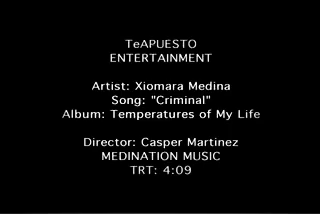 TeAPUESTO
ENTERTAINMENT
Artist: Xiomara Medina
Song: "Criminal"
Album: Temperatures of My Life
Director: Casper Martinez
MEDINATION MUSIC
TRT: 4:09